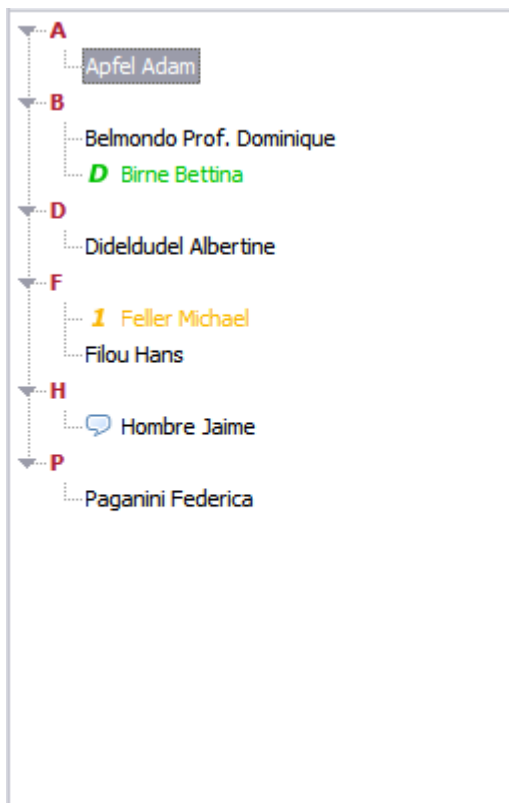 A
Apfel Adam
B
Belmondo Prof. Dominique
D Birne Bettina
D
Dideldudel Albertine
F
1 Feller Michael
Filou Hans
H
Hombre Jaime
P
Paganini Federica